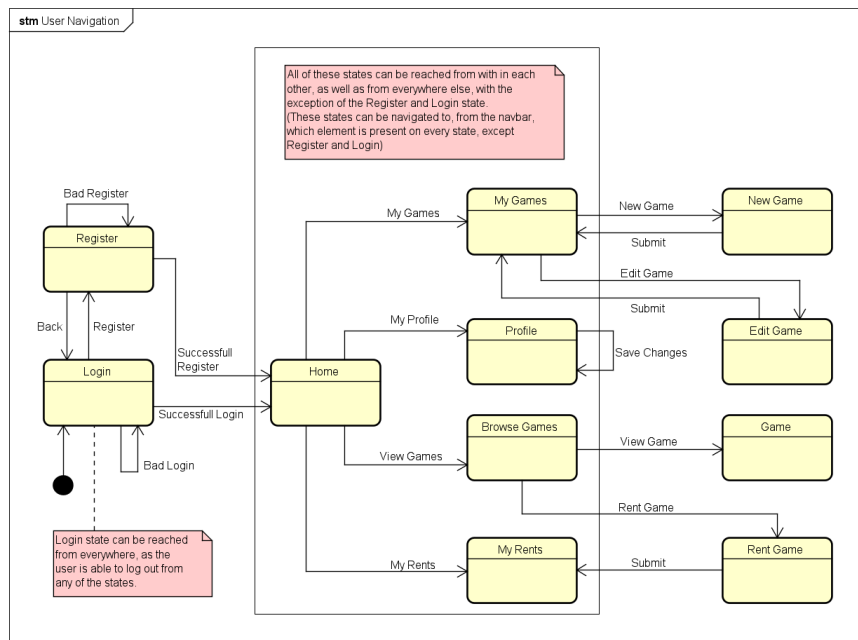 stm User Navigation
All of these states can be reached from with in each
other, as well as from everywhere else, with the
exception of the Register and Login state.
(These states can be navigated to, from the navbar,
which element is present on every state, except
Register and Login)
Bad Register
Register
Back
Register
Login
Bad Login
Successfull
Register
Successfull Login
Login state can be reached
from everywhere, as the
user is able to log out from
any of the states.
Home
My Games
My Profile
View Games
My Rents
My Games
New Game
Submit
New Game
Edit Game
Submit
Edit Game
Profile
Save Changes
Browse Games
View Game
Game
Rent Game
Rent Game
My Rents
Submit